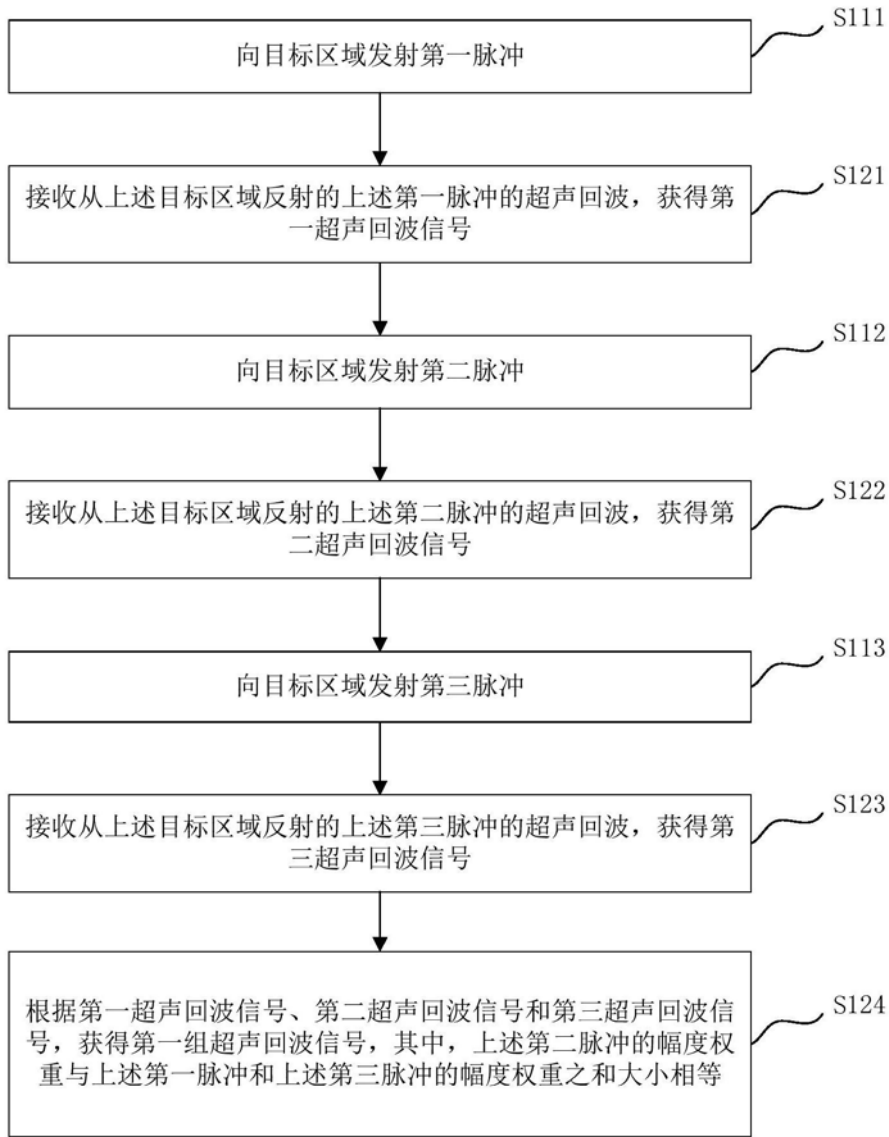 S111
向目标区域发射第一脉冲
S121
接收从上述目标区域反射的上述第一脉冲的超声回波，获得第
一超声回波信号
S112
向目标区域发射第二脉冲
S122
接收从上述目标区域反射的上述第二脉冲的超声回波，获得第
二超声回波信号
S113
向目标区域发射第三脉冲
S123
接收从上述目标区域反射的上述第三脉冲的超声回波，获得第
三超声回波信号
S124
根据第一超声回波信号、第二超声回波信号和第三超声回波信
号，获得第一组超声回波信号，其中，上述第二脉冲的幅度权
重与上述第一脉冲和上述第三脉冲的幅度权重之和大小相等